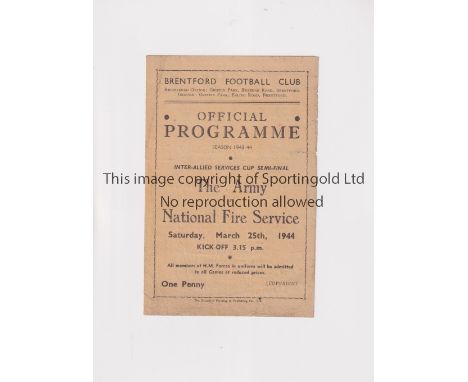 BRENTFORD FOOTBALL CLUB
OFFICIAL
PROGRAMME
SEASON 1943-44
INTER-ALLIED SERVICES CUP SEMI-FINAL
The Army
This image copyright of Sportingold Ltd
No reproduction allowed
National Fire Service
Saturday, March 25th, 1944
KICK-OFF 3.15 p.m.
All members of H.M. Forces in uniform will be admitted
to all Games at reduced prices.
One Penny
(COPYRIGHT